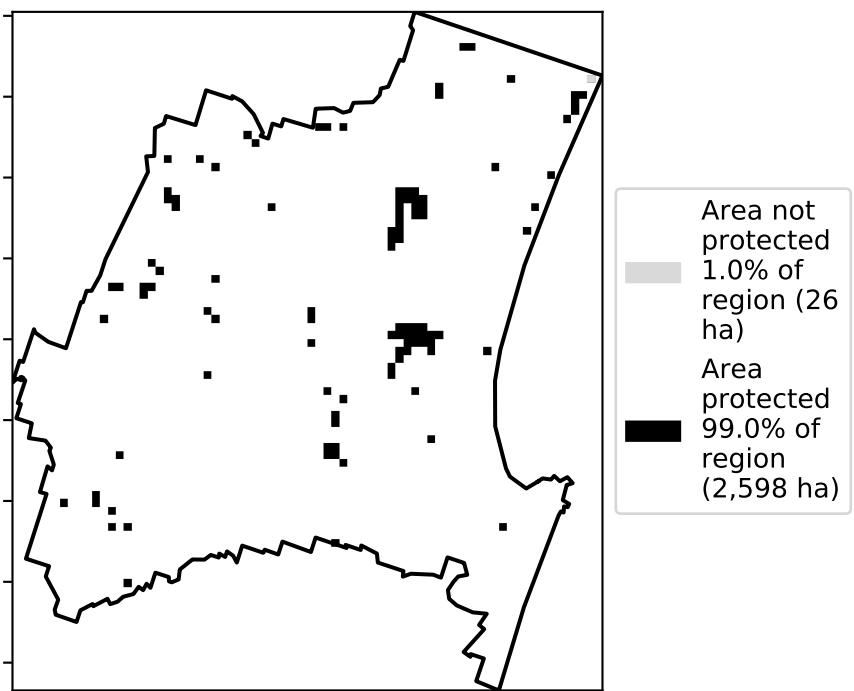 Area not
protected
1.0% of
region (26
ha)
Area
protected
99.0% of
region
(2,598 ha)